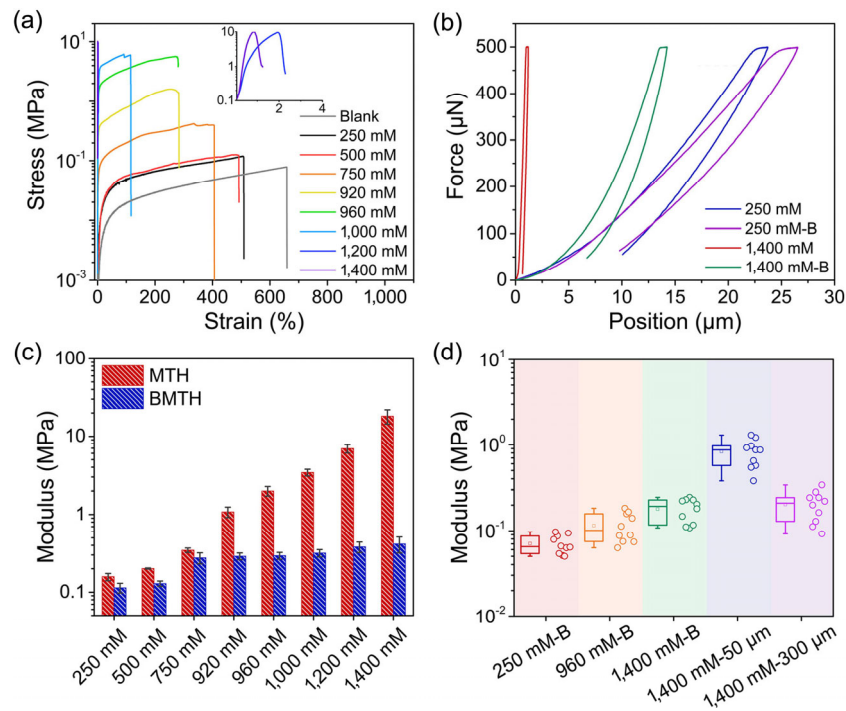 (a)
Stress (MPa)
10¹
10⁰
10⁻¹
10⁻²
10⁻³
0 200 400 600 800 1,000
Strain (%)
10
1
0.1
0 2 4
Blank
250 mM
500 mM
750 mM
920 mM
960 mM
1,000 mM
1,200 mM
1,400 mM
(b)
Force (μN)
500
400
300
200
100
0
0 5 10 15 20 25 30
Position (μm)
250 mM
250 mM-B
1,400 mM
1,400 mM-B
(c)
Modulus (MPa)
100
10
1
0.1
MTH
BMTH
250 mM
500 mM
750 mM
920 mM
960 mM
1,000 mM
1,200 mM
1,400 mM
(d)
Modulus (MPa)
10¹
10⁰
10⁻¹
10⁻²
250 mM-B
960 mM-B
1,400 mM-B
1,400 mM-50 μm
1,400 mM-300 μm